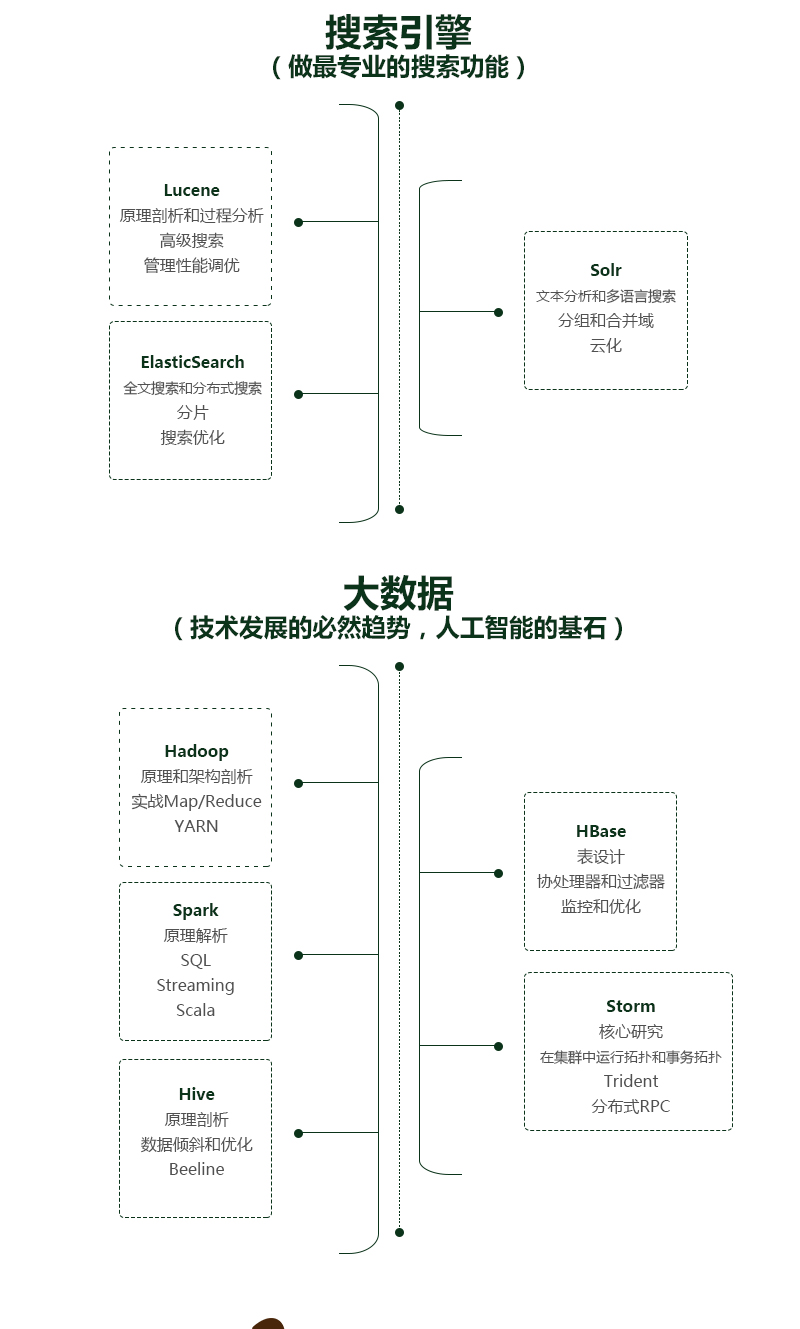 搜索引擎
（做最专业的搜索功能）
Lucene
原理剖析和过程分析
高级搜索
管理性能调优
ElasticSearch
全文搜索和分布式搜索
分片
搜索优化
Solr
文本分析和多语言搜索
分组和合并域
云化
大数据
（技术发展的必然趋势，人工智能的基石）
Hadoop
原理和架构剖析
实战Map/Reduce
YARN
Spark
原理解析
SQL
Streaming
Scala
Hive
原理剖析
数据倾斜和优化
Beeline
HBase
表设计
协处理器和过滤器
监控和优化
Storm
核心研究
在集群中运行拓扑和事务拓扑
Trident
分布式RPC